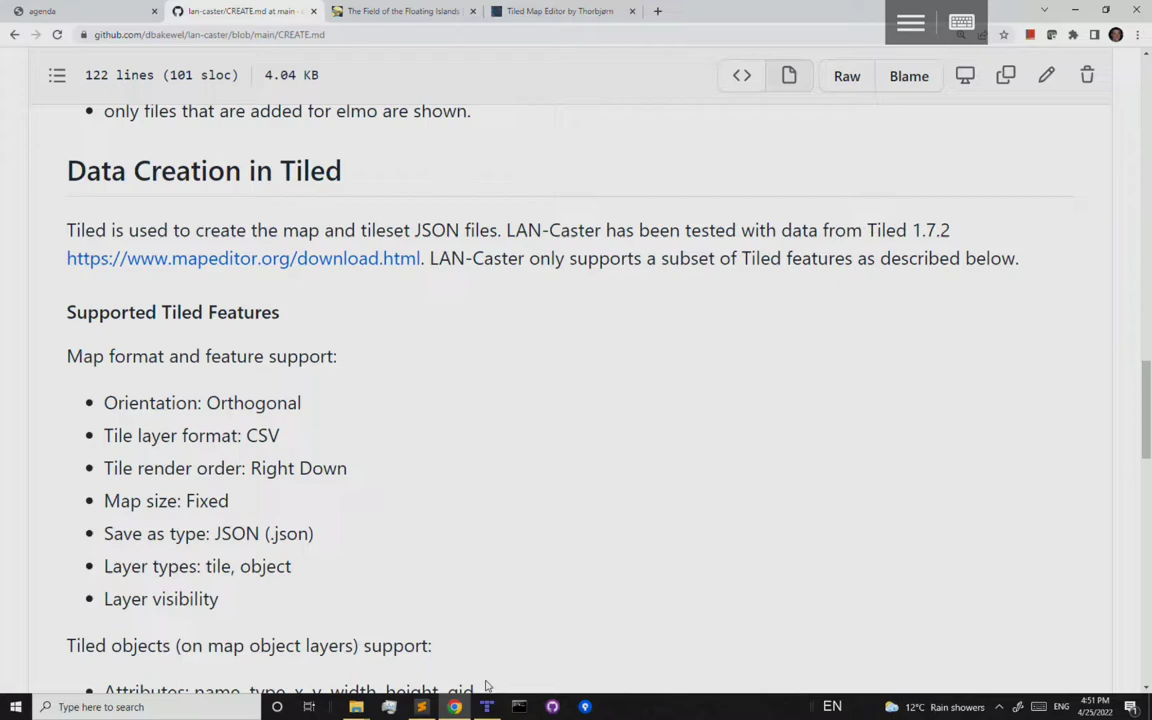 agenda
lan-caster/CREATE.md at main ·
The Field of the Floating Islands
Tiled Map Editor by Thorbjørn
github.com/dbakewel/lan-caster/blob/main/CREATE.md
122 lines (101 sloc)
4.04 KB
Raw
Blame
only files that are added for elmo are shown.
Data Creation in Tiled
Tiled is used to create the map and tileset JSON files. LAN-Caster has been tested with data from Tiled 1.7.2
https://www.mapeditor.org/download.html. LAN-Caster only supports a subset of Tiled features as described below.
Supported Tiled Features
Map format and feature support:
Orientation: Orthogonal
Tile layer format: CSV
Tile render order: Right Down
Map size: Fixed
Save as type: JSON (.json)
Layer types: tile, object
Layer visibility
Tiled objects (on map object layers) support:
Attributes: name, type, x, y, width, height, gid
Type here to search
EN
12°C Rain showers
ENG
4:51 PM
4/25/2022
1